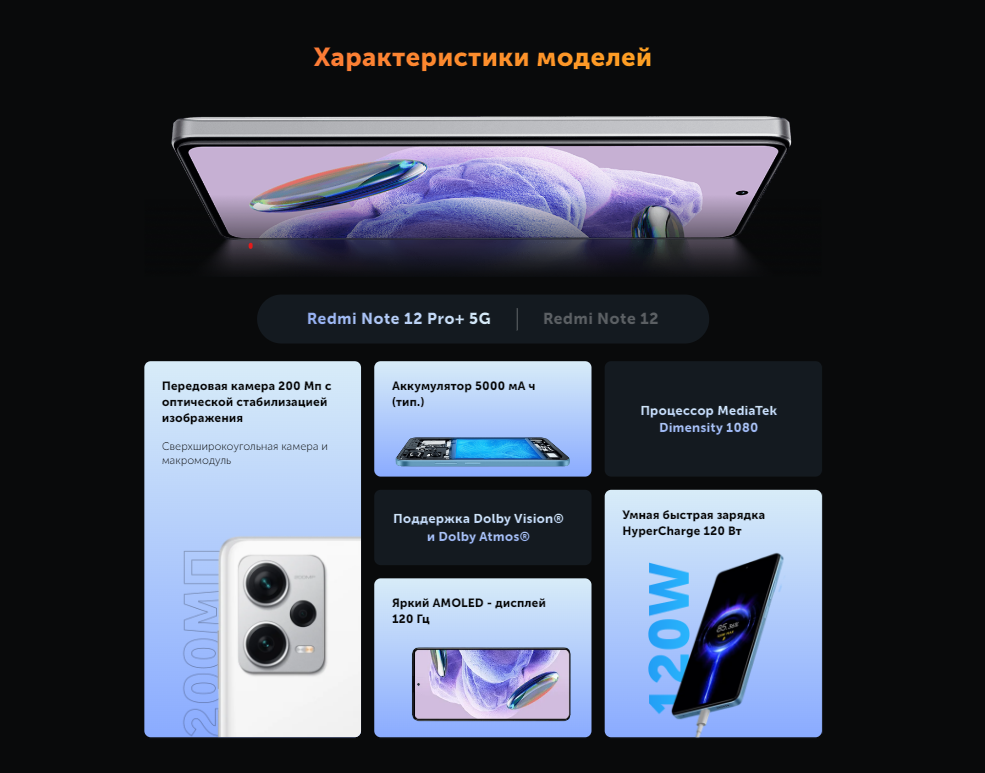 Характеристики моделей
Redmi Note 12 Pro+ 5G
Redmi Note 12
Передовая камера 200 Мп с
оптической стабилизацией
изображения
Сверхширокоугольная камера и
макромодуль
200МП
Аккумулятор 5000 мА ч
(тип.)
Процессор MediaTek
Dimensity 1080
Поддержка Dolby Vision®
и Dolby Atmos®
Яркий AMOLED - дисплей
120 Гц
Умная быстрая зарядка
HyperCharge 120 Вт
120W